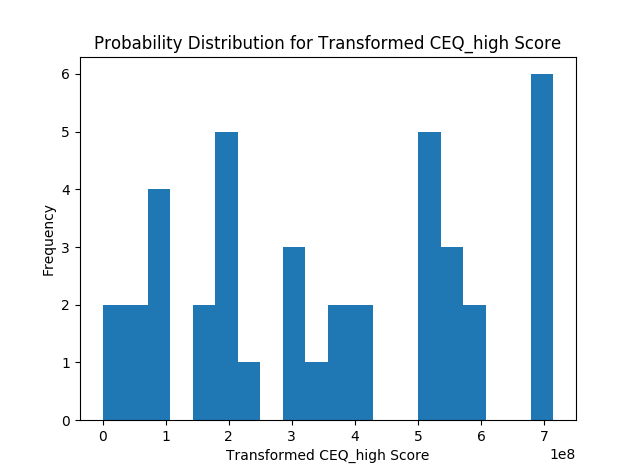 Probability Distribution for Transformed CEQ_high Score
6
5
4
3
2
1
0
Frequency
0 1 2 3 4 5 6 7
1e8
Transformed CEQ_high Score